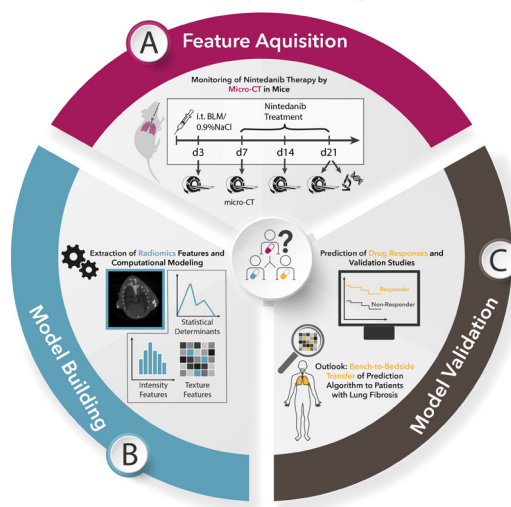 A
Feature Aquisition
Monitoring of Nintedanib Therapy by
Micro-CT in Mice
i.t. BLM/
0.9%NaCl
Nintedanib
Treatment
d3
d7
d14
d21
micro-CT
B
Model Building
Extraction of Radiomics Features and
Computational Modeling
Statistical
Determinants
Intensity
Features
Texture
Features
?
C
Model Validation
Prediction of Drug Responses and
Validation Studies
Responder
Non-Responder
Outlook: Bench-to-Bedside
Transfer of Prediction
Algorithm to Patients
with Lung Fibrosis